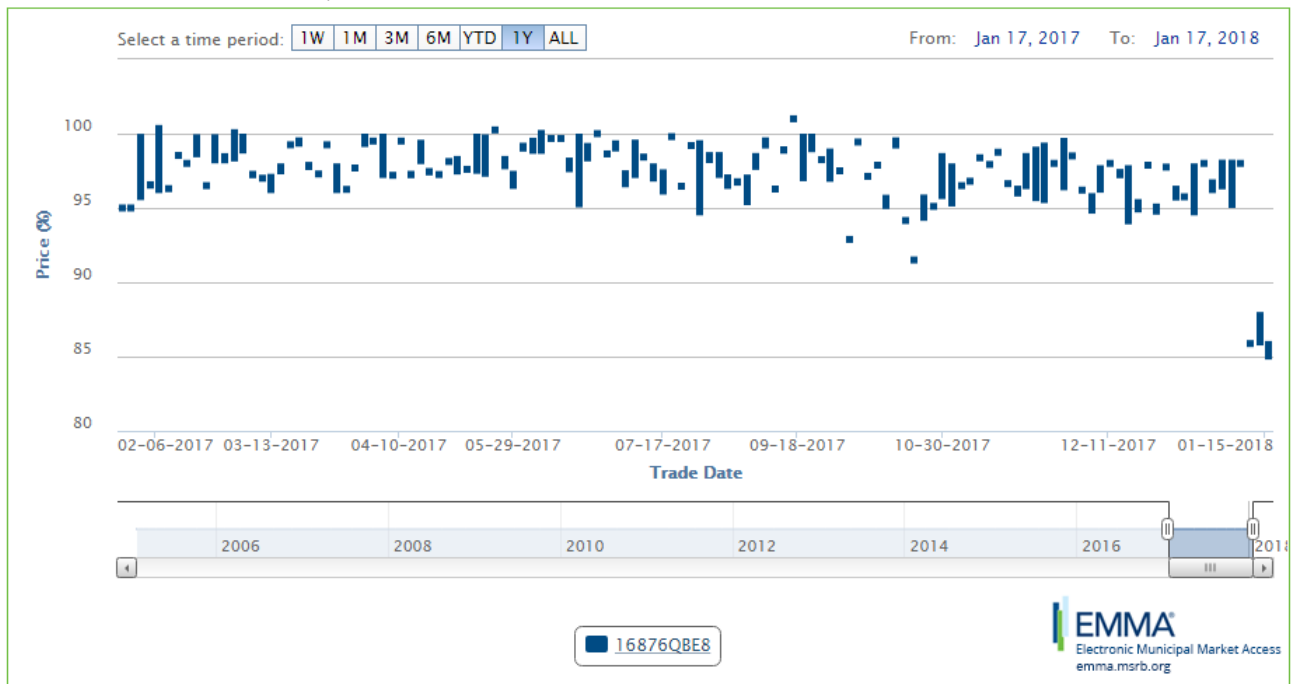 Select a time period: 1W 1M 3M 6M YTD 1Y ALL From: Jan 17, 2017 To: Jan 17, 2018
100
95
90
85
80
Price (%)
02-06-2017 03-13-2017 04-10-2017 05-29-2017 07-17-2017 09-18-2017 10-30-2017 12-11-2017 01-15-2018
Trade Date
2006 2008 2010 2012 2014 2016 2018
16876QBE8
EMMA
Electronic Municipal Market Access
emma.msrb.org